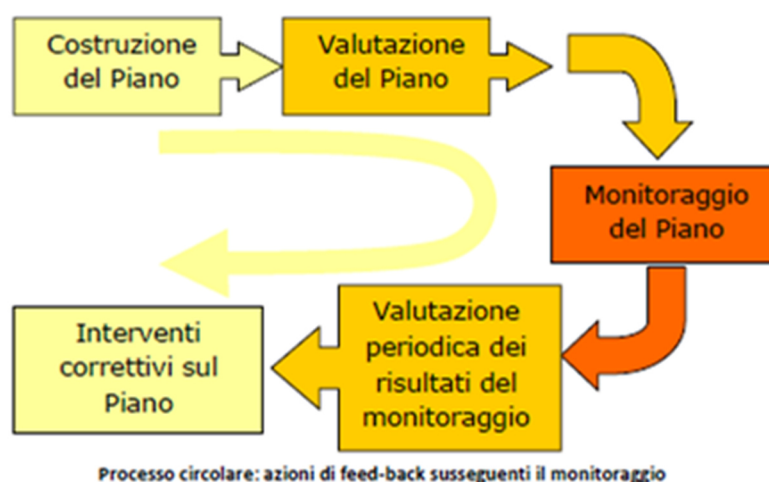 Costruzione
del Piano
Valutazione
del Piano
Monitoraggio
del Piano
Valutazione
periodica dei
risultati del
monitoraggio
Interventi
correttivi sul
Piano
Processo circolare: azioni di feed-back susseguenti il monitoraggio